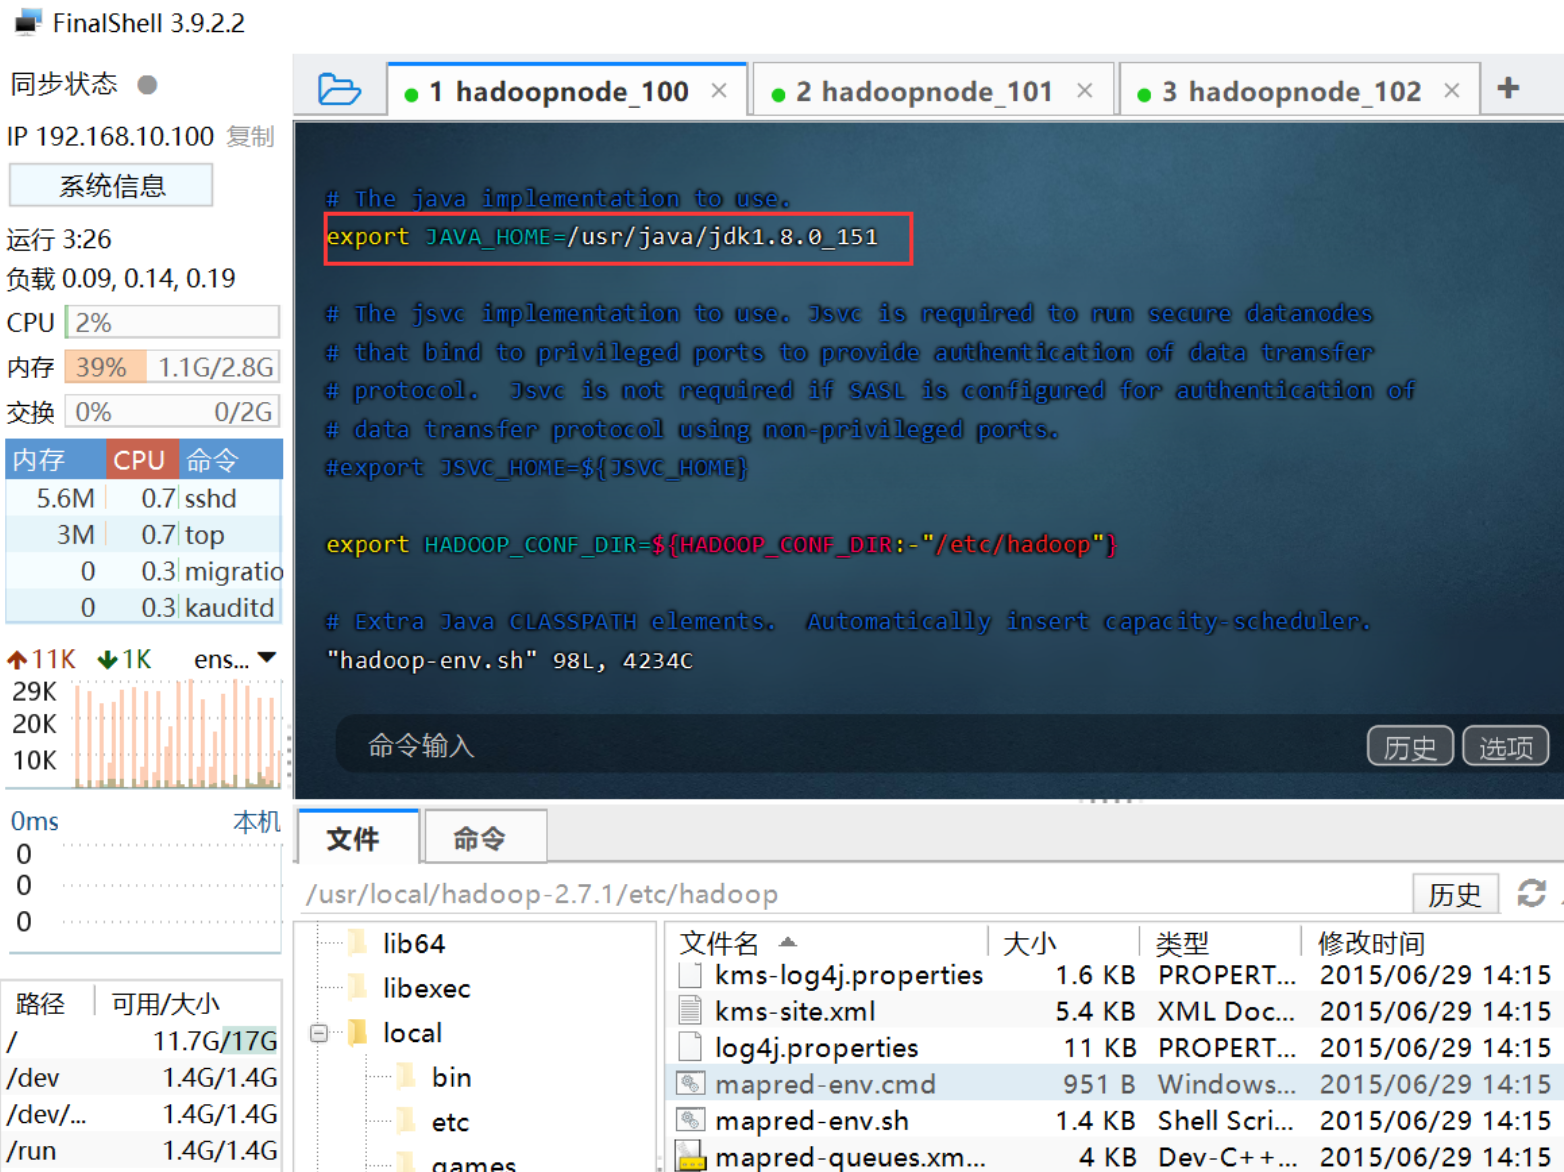 FinalShell 3.9.2.2
同步状态
IP 192.168.10.100 复制
系统信息
运行 3:26
负载 0.09, 0.14, 0.19
CPU 2%
内存 39% 1.1G/2.8G
交换 0% 0/2G
内存 CPU 命令
5.6M 0.7 sshd
3M 0.7 top
0 0.3 migratio
0 0.3 kauditd
11K 1K ens...
29K
20K
10K
0ms 本机
0
0
0
路径 可用/大小
/ 11.7G/17G
/dev 1.4G/1.4G
/dev/... 1.4G/1.4G
/run 1.4G/1.4G
1 hadoopnode_100 ×
2 hadoopnode_101 ×
3 hadoopnode_102 ×
+
# The java implementation to use.
export JAVA_HOME=/usr/java/jdk1.8.0_151
# The jsvc implementation to use. Jsvc is required to run secure datanodes
# that bind to privileged ports to provide authentication of data transfer
# protocol.  Jsvc is not required if SASL is configured for authentication of
# data transfer protocol using non-privileged ports.
#export JSVC_HOME=${JSVC_HOME}
export HADOOP_CONF_DIR=${HADOOP_CONF_DIR:-"/etc/hadoop"}
# Extra Java CLASSPATH elements.  Automatically insert capacity-scheduler.
"hadoop-env.sh" 98L, 4234C
命令输入 历史 选项
文件 命令
/usr/local/hadoop-2.7.1/etc/hadoop 历史
lib64
libexec
local
bin
etc
games
文件名 大小 类型 修改时间
kms-log4j.properties 1.6 KB PROPERT... 2015/06/29 14:15
kms-site.xml 5.4 KB XML Doc... 2015/06/29 14:15
log4j.properties 11 KB PROPERT... 2015/06/29 14:15
mapred-env.cmd 951 B Windows... 2015/06/29 14:15
mapred-env.sh 1.4 KB Shell Scri... 2015/06/29 14:15
mapred-queues.xm... 4 KB Dev-C++... 2015/06/29 14:15